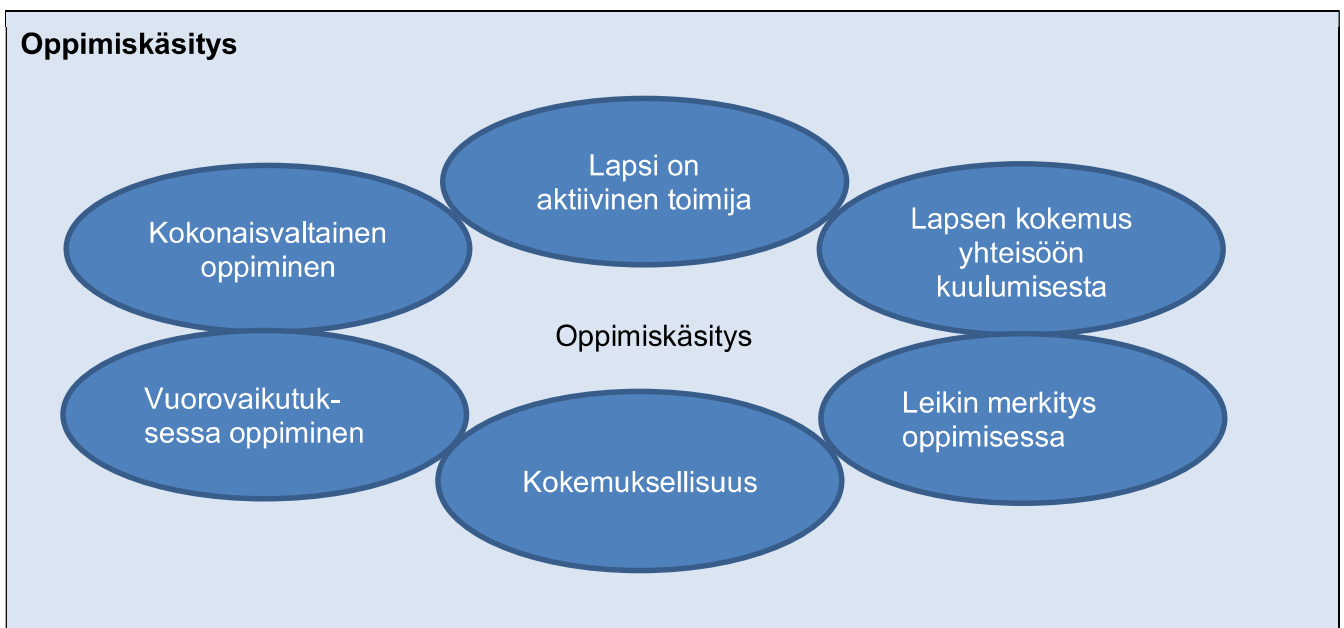 Oppimiskäsitys
Lapsi on
aktiivinen toimija
Kokonaisvaltainen
oppiminen
Lapsen kokemus
yhteisöön
kuulumisesta
Oppimiskäsitys
Vuorovaikutuk-
sessa oppiminen
Leikin merkitys
oppimisessa
Kokemuksellisuus